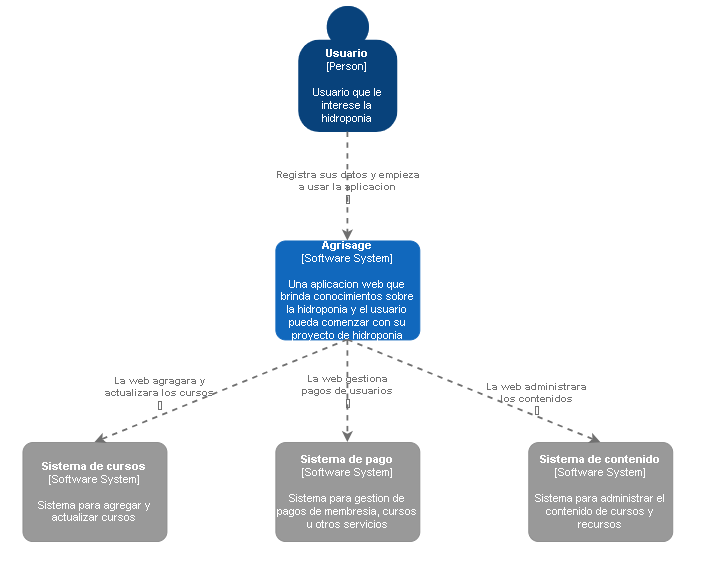 Usuario
[Person]
Usuario que le
interese la
hidroponia
Registra sus datos y empieza
a usar la aplicacion
Agrisage
[Software System]
Una aplicacion web que
brinda conocimientos sobre
la hidroponia y el usuario
pueda comenzar con su
proyecto de hidroponia
La web agragara y
actualizara los cursos
La web gestiona
pagos de usuarios
La web administrara
los contenidos
Sistema de cursos
[Software System]
Sistema para agregar y
actualizar cursos
Sistema de pago
[Software System]
Sistema para gestion de
pagos de membresia, cursos
u otros servicios
Sistema de contenido
[Software System]
Sistema para administrar el
contenido de cursos y
recursos